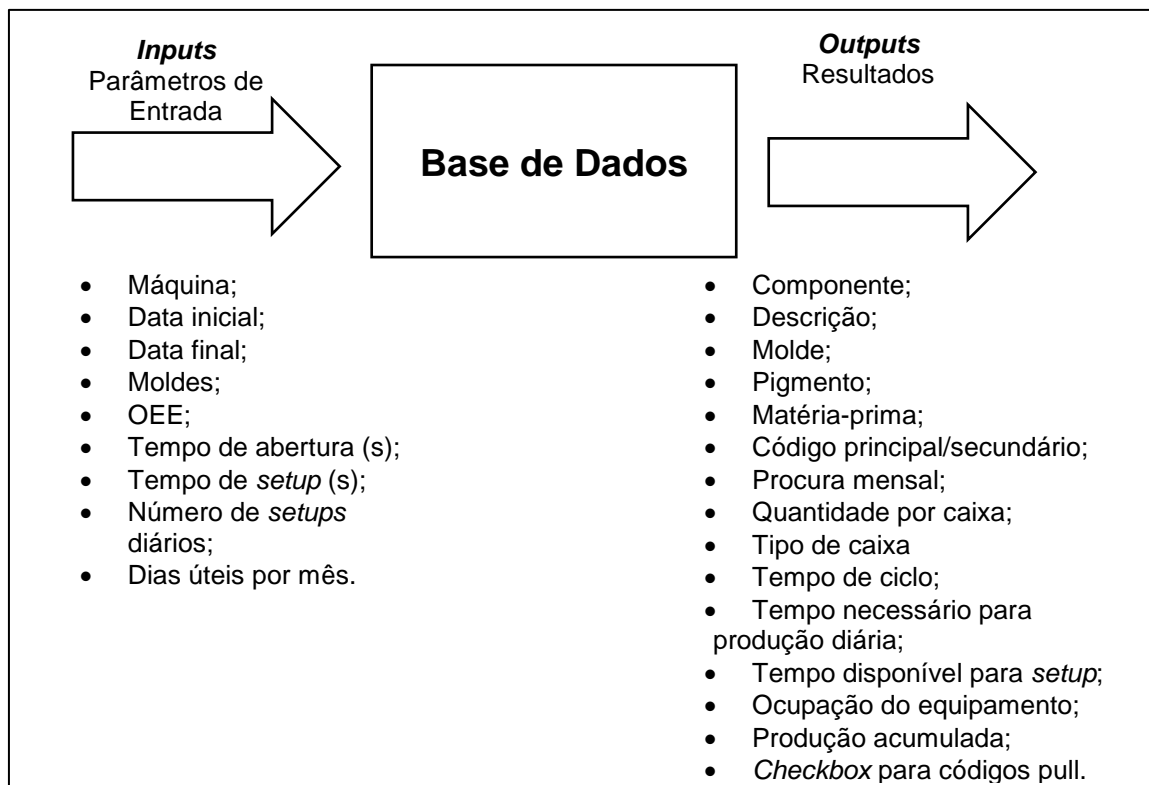 Inputs
Parâmetros de
Entrada
Base de Dados
Outputs
Resultados
• Máquina;
• Data inicial;
• Data final;
• Moldes;
• OEE;
• Tempo de abertura (s);
• Tempo de setup (s);
• Número de setups
diários;
• Dias úteis por mês.
• Componente;
• Descrição;
• Molde;
• Pigmento;
• Matéria-prima;
• Código principal/secundário;
• Procura mensal;
• Quantidade por caixa;
• Tipo de caixa
• Tempo de ciclo;
• Tempo necessário para
produção diária;
• Tempo disponível para setup;
• Ocupação do equipamento;
• Produção acumulada;
• Checkbox para códigos pull.